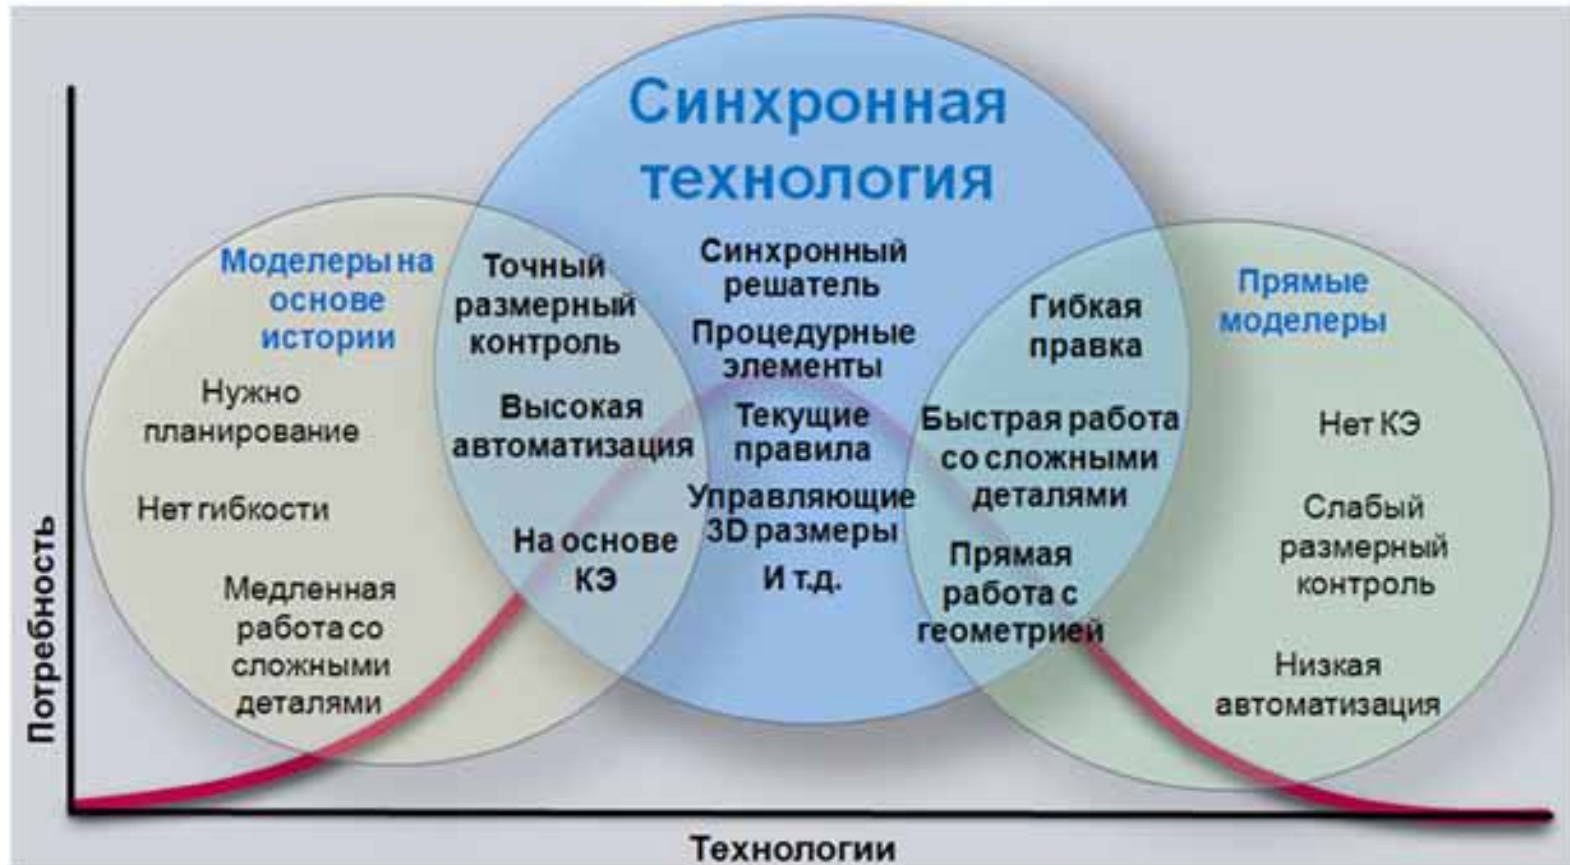 Синхронная
технология
Моделеры на
основе
истории
Нужно
планирование
Нет гибкости
Медленная
работа со
сложными
деталями
Точный
размерный
контроль
Высокая
автоматизация
На основе
КЭ
Синхронный
решатель
Процедурные
элементы
Текущие
правила
Управляющие
3D размеры
И т.д.
Гибкая
правка
Быстрая работа
со сложными
деталями
Прямая
работа с
геометрией
Прямые
моделеры
Нет КЭ
Слабый
размерный
контроль
Низкая
автоматизация
Потребность
Технологии